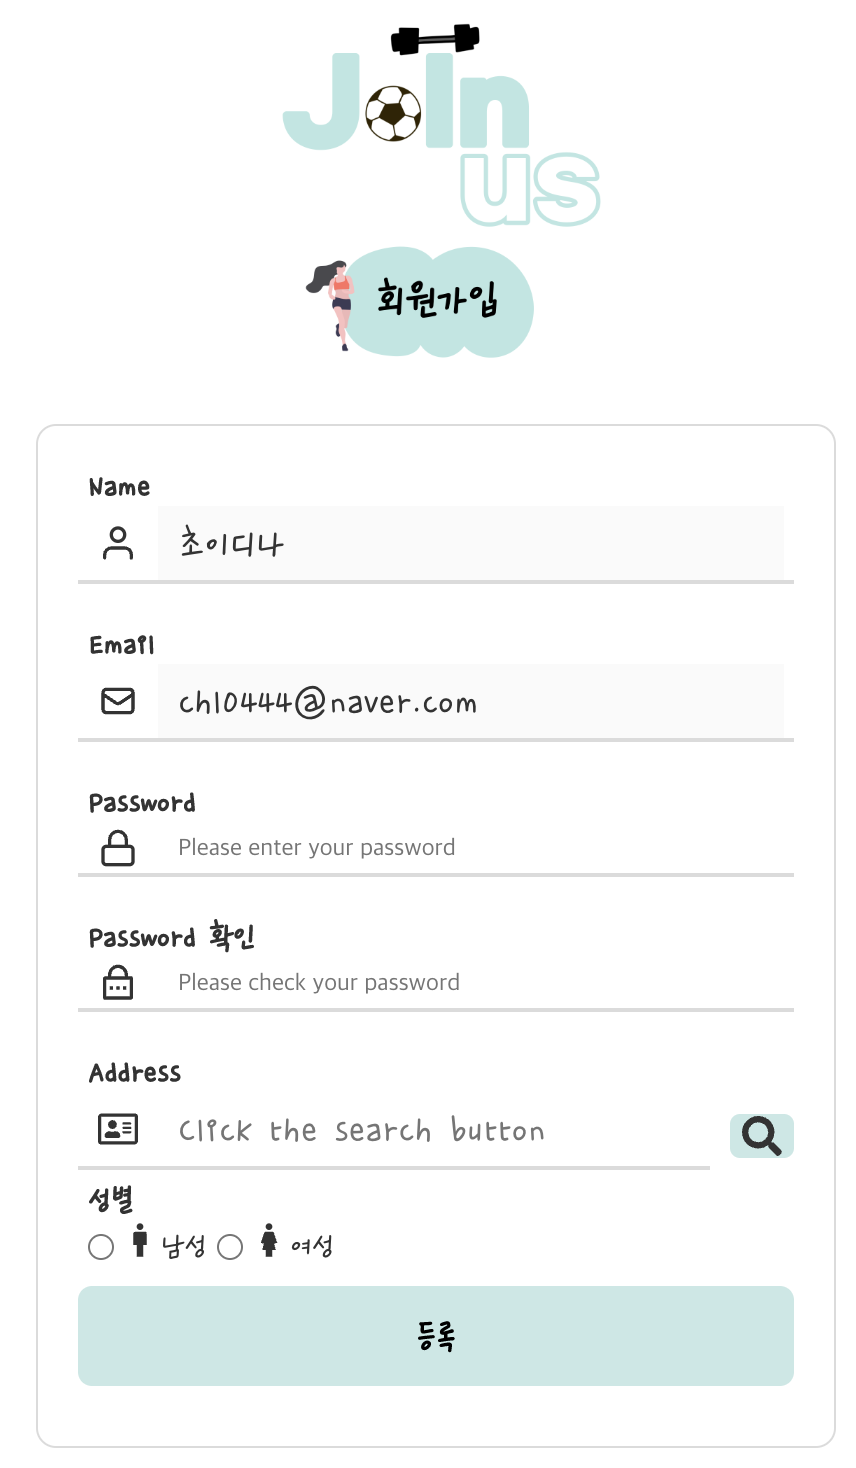 JoIn
us
회원가입
Name
초이디나
Email
chl0444@naver.com
Password
Please enter your password
Password 확인
Please check your password
Address
Click the search button
성별
남성 여성
등록